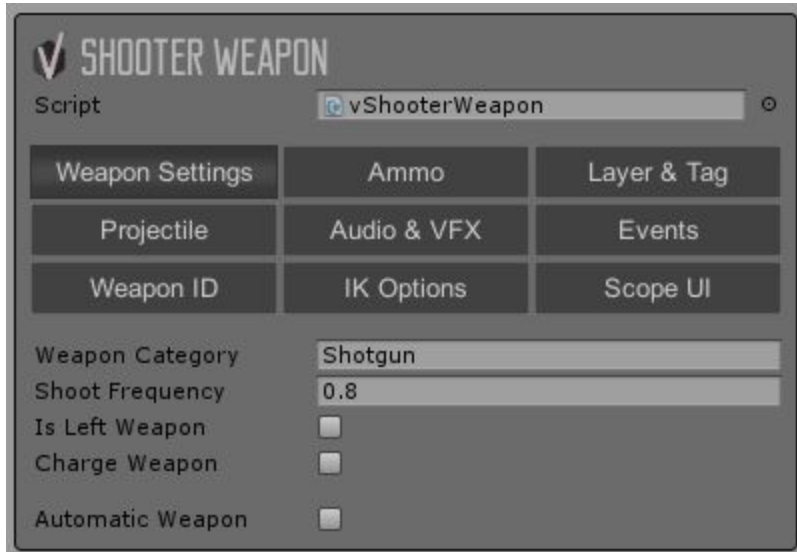 SHOOTER WEAPON
Script vShooterWeapon
Weapon Settings Ammo Layer & Tag
Projectile Audio & VFX Events
Weapon ID IK Options Scope UI
Weapon Category Shotgun
Shoot Frequency 0.8
Is Left Weapon
Charge Weapon
Automatic Weapon